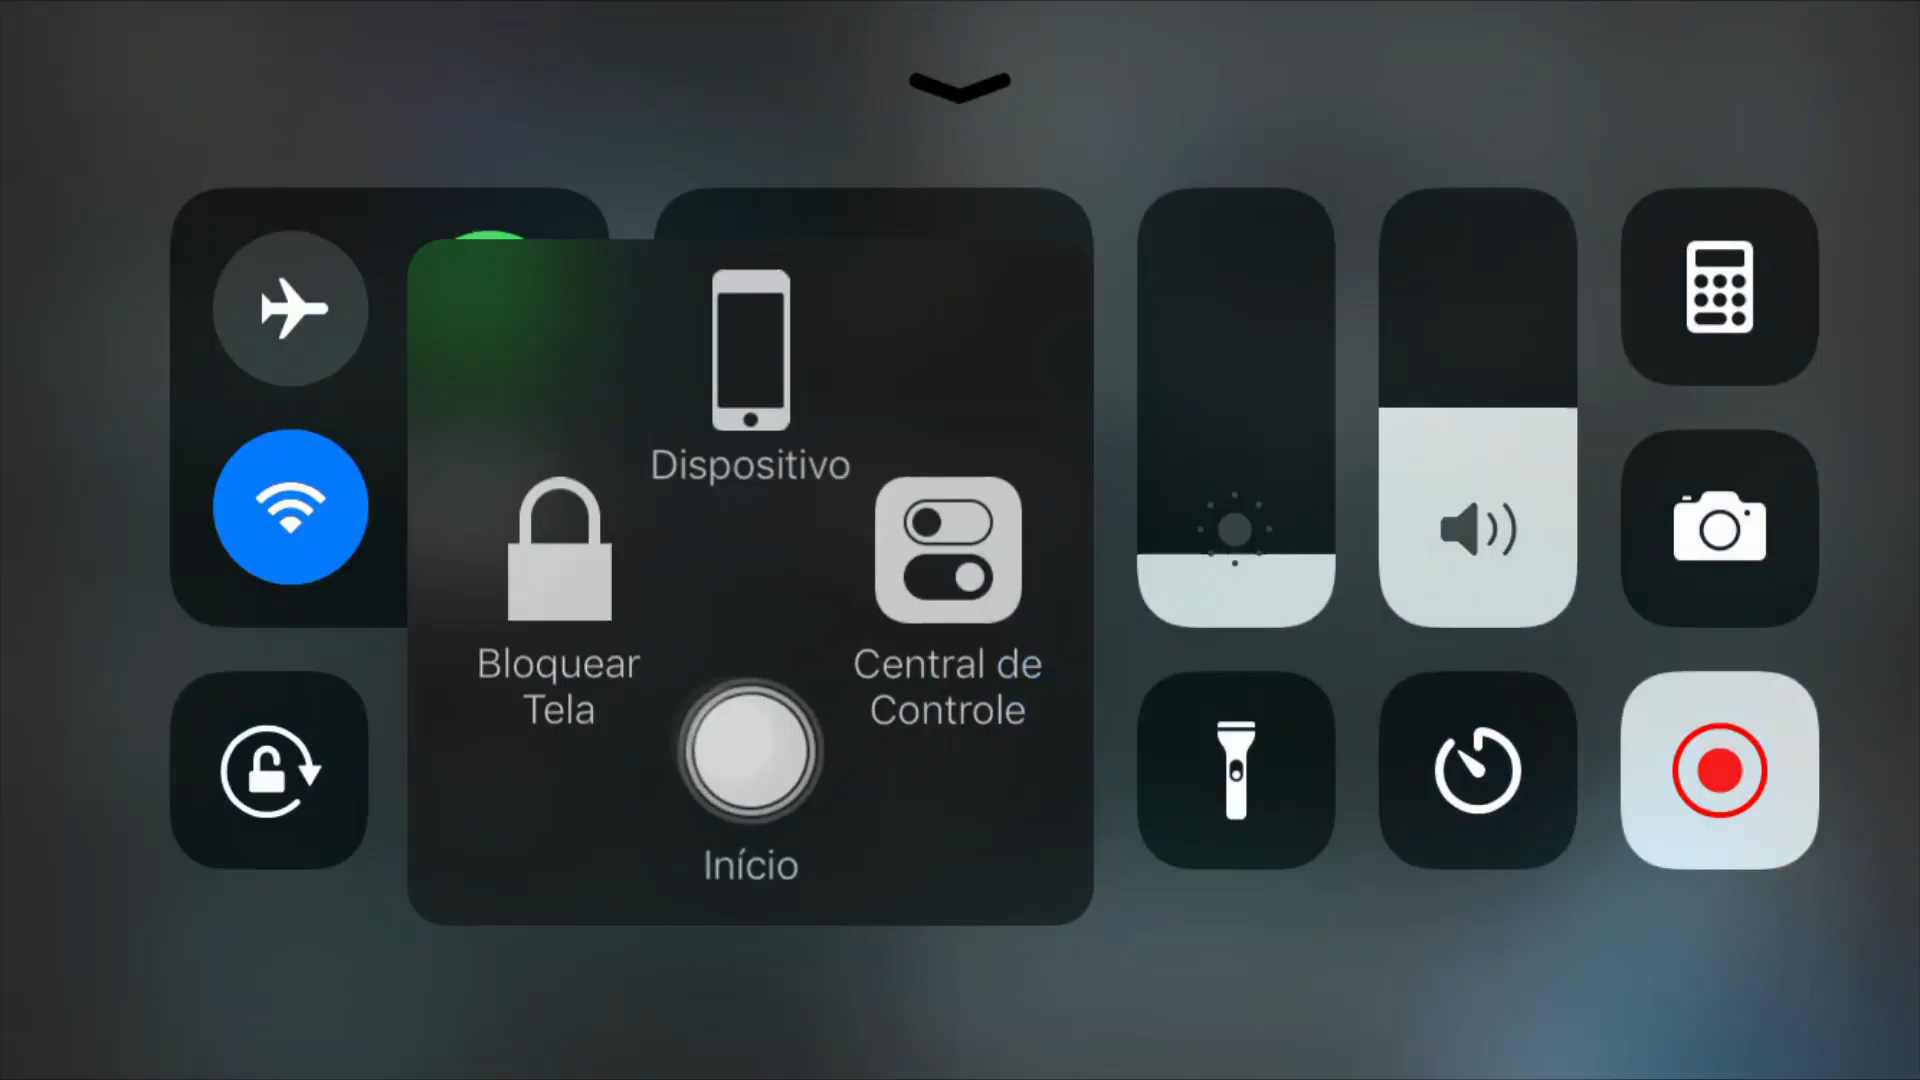 Dispositivo
Bloquear
Tela
Central de
Controle
Início